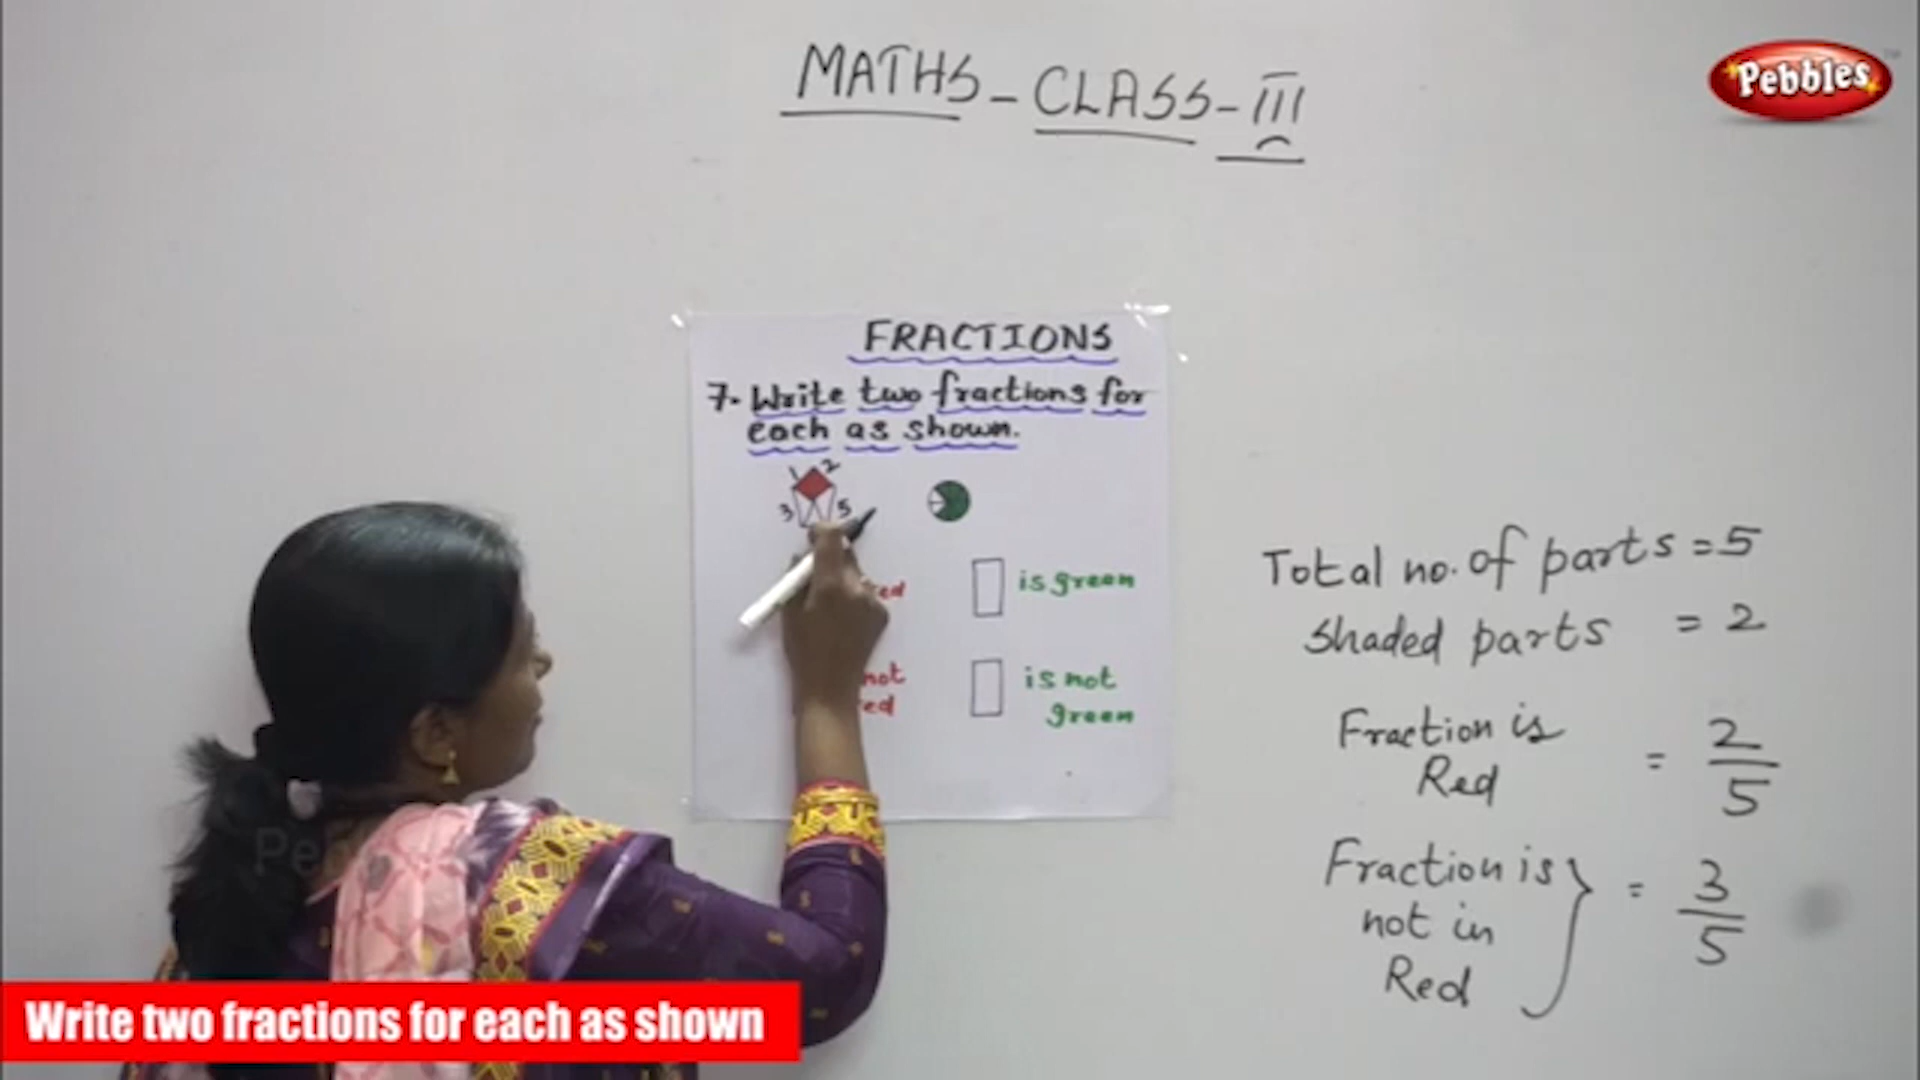 MATHS - CLASS - III
Pebbles
FRACTIONS
7. Write two fractions for
each as shown.
1 2
3 5
is green
not
is not
green
Total no. of parts = 5
Shaded parts = 2
Fraction is
Red = 2/5
Fraction is
not in
Red } = 3/5
Write two fractions for each as shown